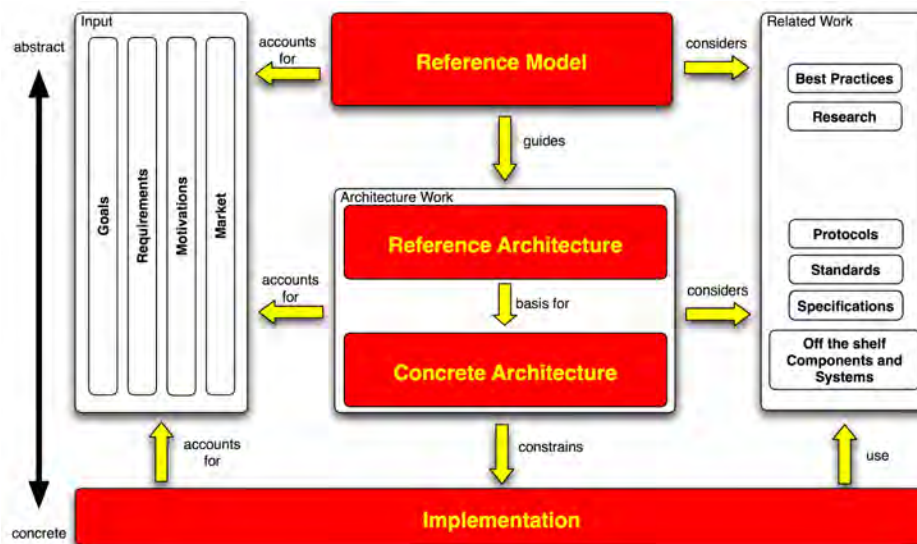 Input
Related Work
abstract
accounts
for
Reference Model
considers
Best Practices
Research
guides
Goals
Requirements
Motivations
Market
Architecture Work
Reference Architecture
Protocols
Standards
accounts
for
basis for
considers
Specifications
Concrete Architecture
Off the shelf
Components and
Systems
accounts
for
constrains
use
concrete
Implementation